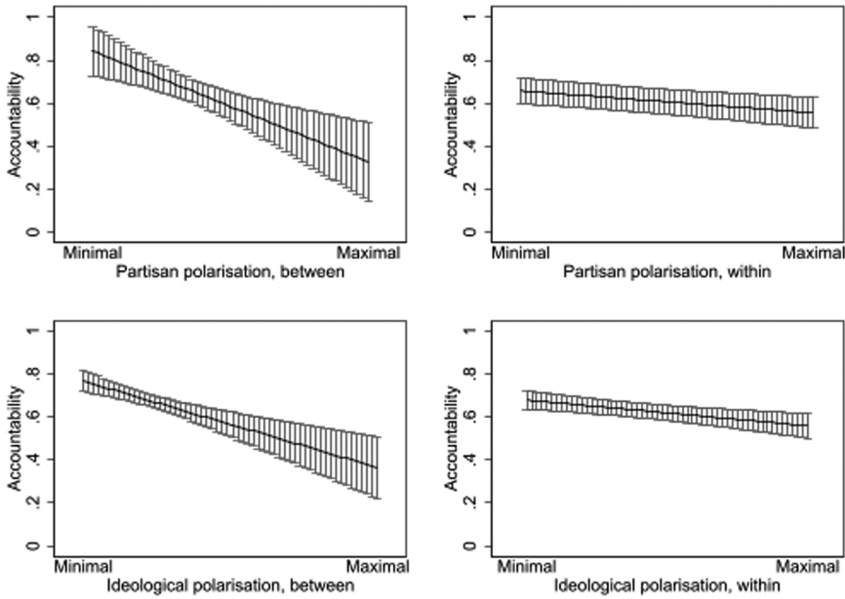 1
.8
.6
.4
.2
0
Accountability
Minimal Maximal
Partisan polarisation, between
1
.8
.6
.4
.2
0
Accountability
Minimal Maximal
Partisan polarisation, within
1
.8
.6
.4
.2
0
Accountability
Minimal Maximal
Ideological polarisation, between
1
.8
.6
.4
.2
0
Accountability
Minimal Maximal
Ideological polarisation, within